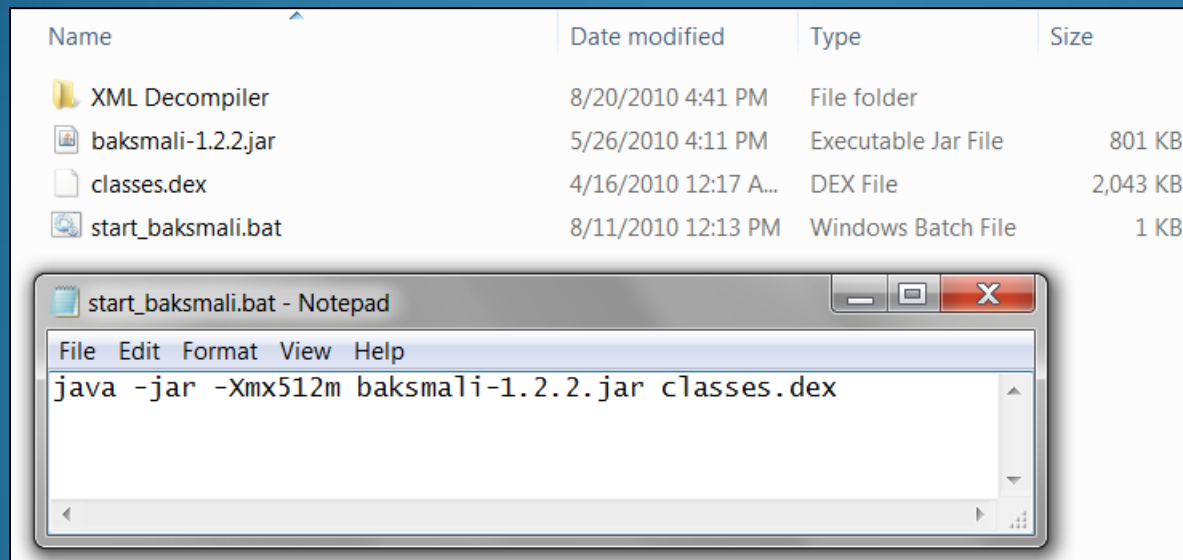 Name Date modified Type Size
XML Decompiler 8/20/2010 4:41 PM File folder
baksmali-1.2.2.jar 5/26/2010 4:11 PM Executable Jar File 801 KB
classes.dex 4/16/2010 12:17 A... DEX File 2,043 KB
start_baksmali.bat 8/11/2010 12:13 PM Windows Batch File 1 KB
start_baksmali.bat - Notepad
File Edit Format View Help
java -jar -Xmx512m baksmali-1.2.2.jar classes.dex